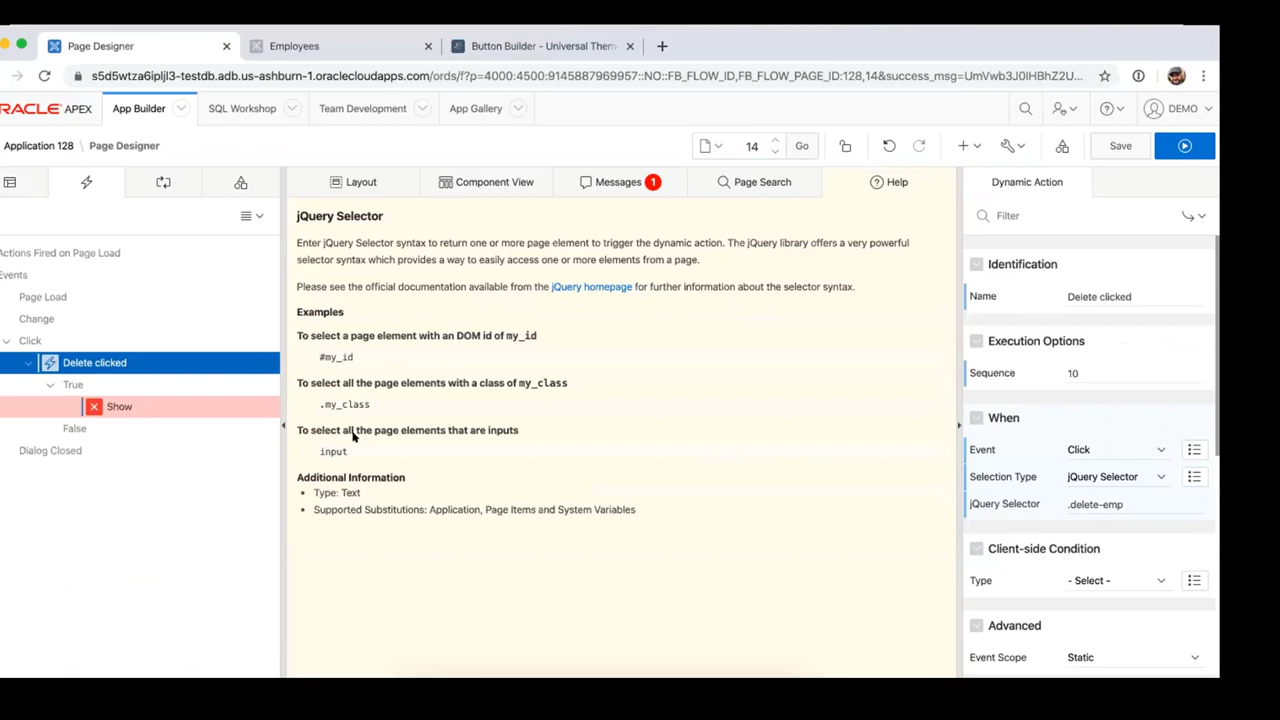 Page Designer
Employees
Button Builder - Universal Them
s5d5wtza6ipljl3-testdb.adb.us-ashburn-1.oraclecloudapps.com/ords/f?p=4000:4500:9145887969957::NO::FB_FLOW_ID,FB_FLOW_PAGE_ID:128,14&success_msg=UmVwb3J0IHBhZ2U...
RACLE APEX
App Builder
SQL Workshop
Team Development
App Gallery
DEMO
Application 128
Page Designer
14
Go
Save
Layout
Component View
Messages 1
Page Search
Help
Dynamic Action
Filter
Actions Fired on Page Load
Events
Page Load
Change
Click
Delete clicked
True
Show
False
Dialog Closed
jQuery Selector
Enter jQuery Selector syntax to return one or more page element to trigger the dynamic action. The jQuery library offers a very powerful
selector syntax which provides a way to easily access one or more elements from a page.
Please see the official documentation available from the jQuery homepage for further information about the selector syntax.
Examples
To select a page element with an DOM id of my_id
#my_id
To select all the page elements with a class of my_class
.my_class
To select all the page elements that are inputs
input
Additional Information
Type: Text
Supported Substitutions: Application, Page Items and System Variables
Identification
Name Delete clicked
Execution Options
Sequence 10
When
Event Click
Selection Type jQuery Selector
jQuery Selector .delete-emp
Client-side Condition
Type - Select -
Advanced
Event Scope Static